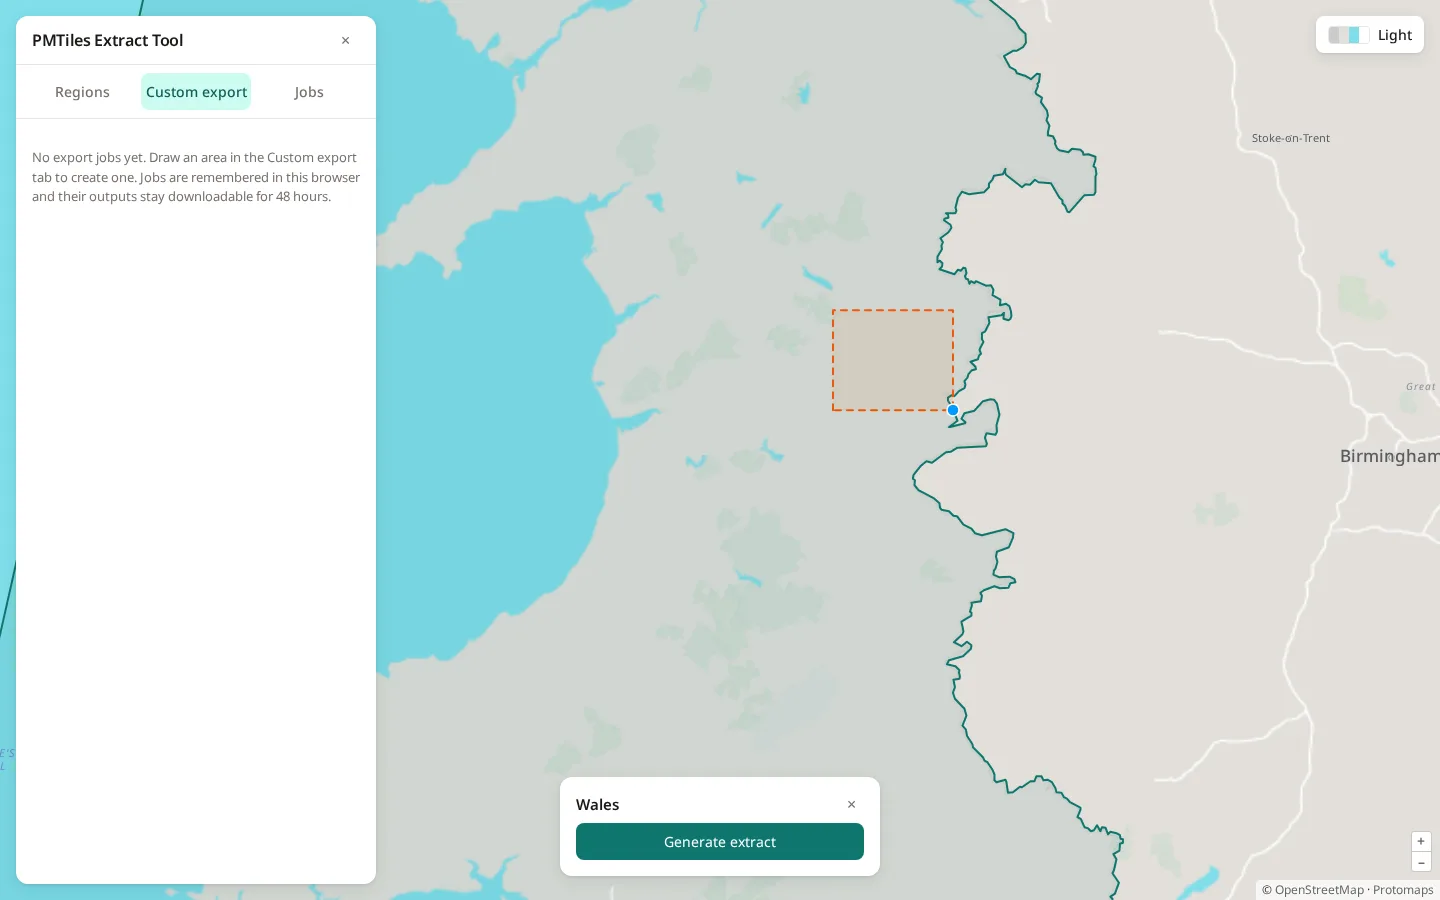 PMTiles Extract Tool
×
Light
Regions
Custom export
Jobs
No export jobs yet. Draw an area in the Custom export
tab to create one. Jobs are remembered in this browser
and their outputs stay downloadable for 48 hours.
Stoke-on-Trent
Great
Birmingham
E'S
L
Wales
×
Generate extract
+
−
© OpenStreetMap · Protomaps